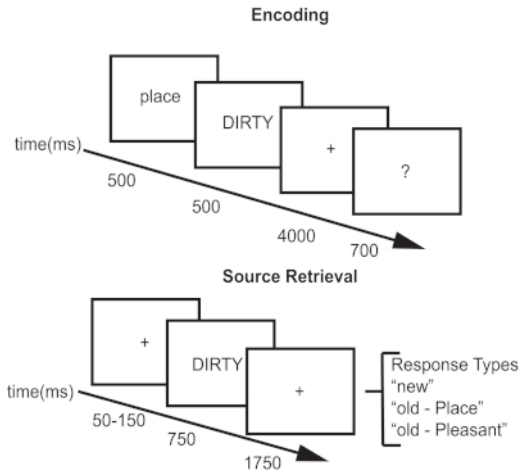 Encoding
place
DIRTY
+
?
time(ms)
500
500
4000
700
Source Retrieval
+
DIRTY
+
time(ms)
50-150
750
1750
Response Types
“new”
“old - Place”
“old - Pleasant”